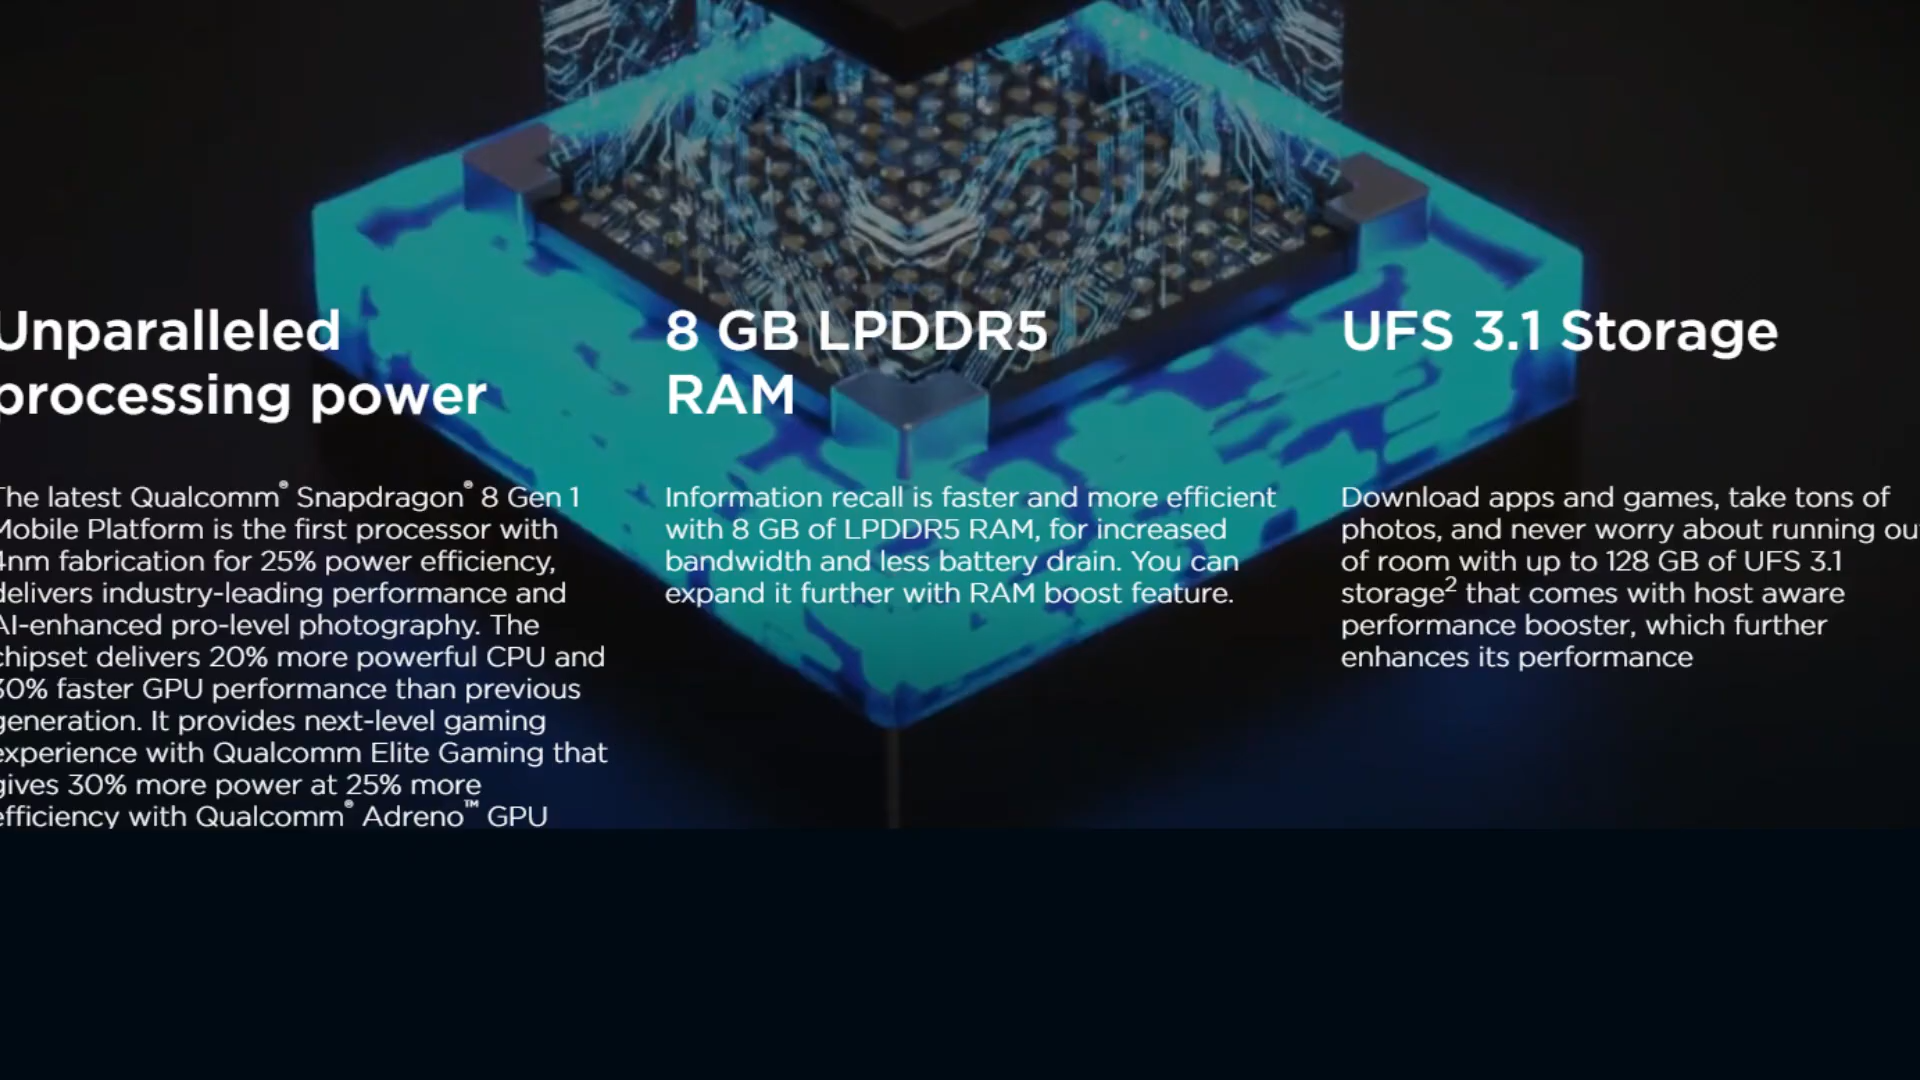 Unparalleled
processing power
The latest Qualcomm® Snapdragon® 8 Gen 1
Mobile Platform is the first processor with
4nm fabrication for 25% power efficiency,
delivers industry-leading performance and
AI-enhanced pro-level photography. The
chipset delivers 20% more powerful CPU and
30% faster GPU performance than previous
generation. It provides next-level gaming
experience with Qualcomm Elite Gaming that
gives 30% more power at 25% more
efficiency with Qualcomm® Adreno™ GPU
8 GB LPDDR5
RAM
Information recall is faster and more efficient
with 8 GB of LPDDR5 RAM, for increased
bandwidth and less battery drain. You can
expand it further with RAM boost feature.
UFS 3.1 Storage
Download apps and games, take tons of
photos, and never worry about running ou
of room with up to 128 GB of UFS 3.1
storage² that comes with host aware
performance booster, which further
enhances its performance